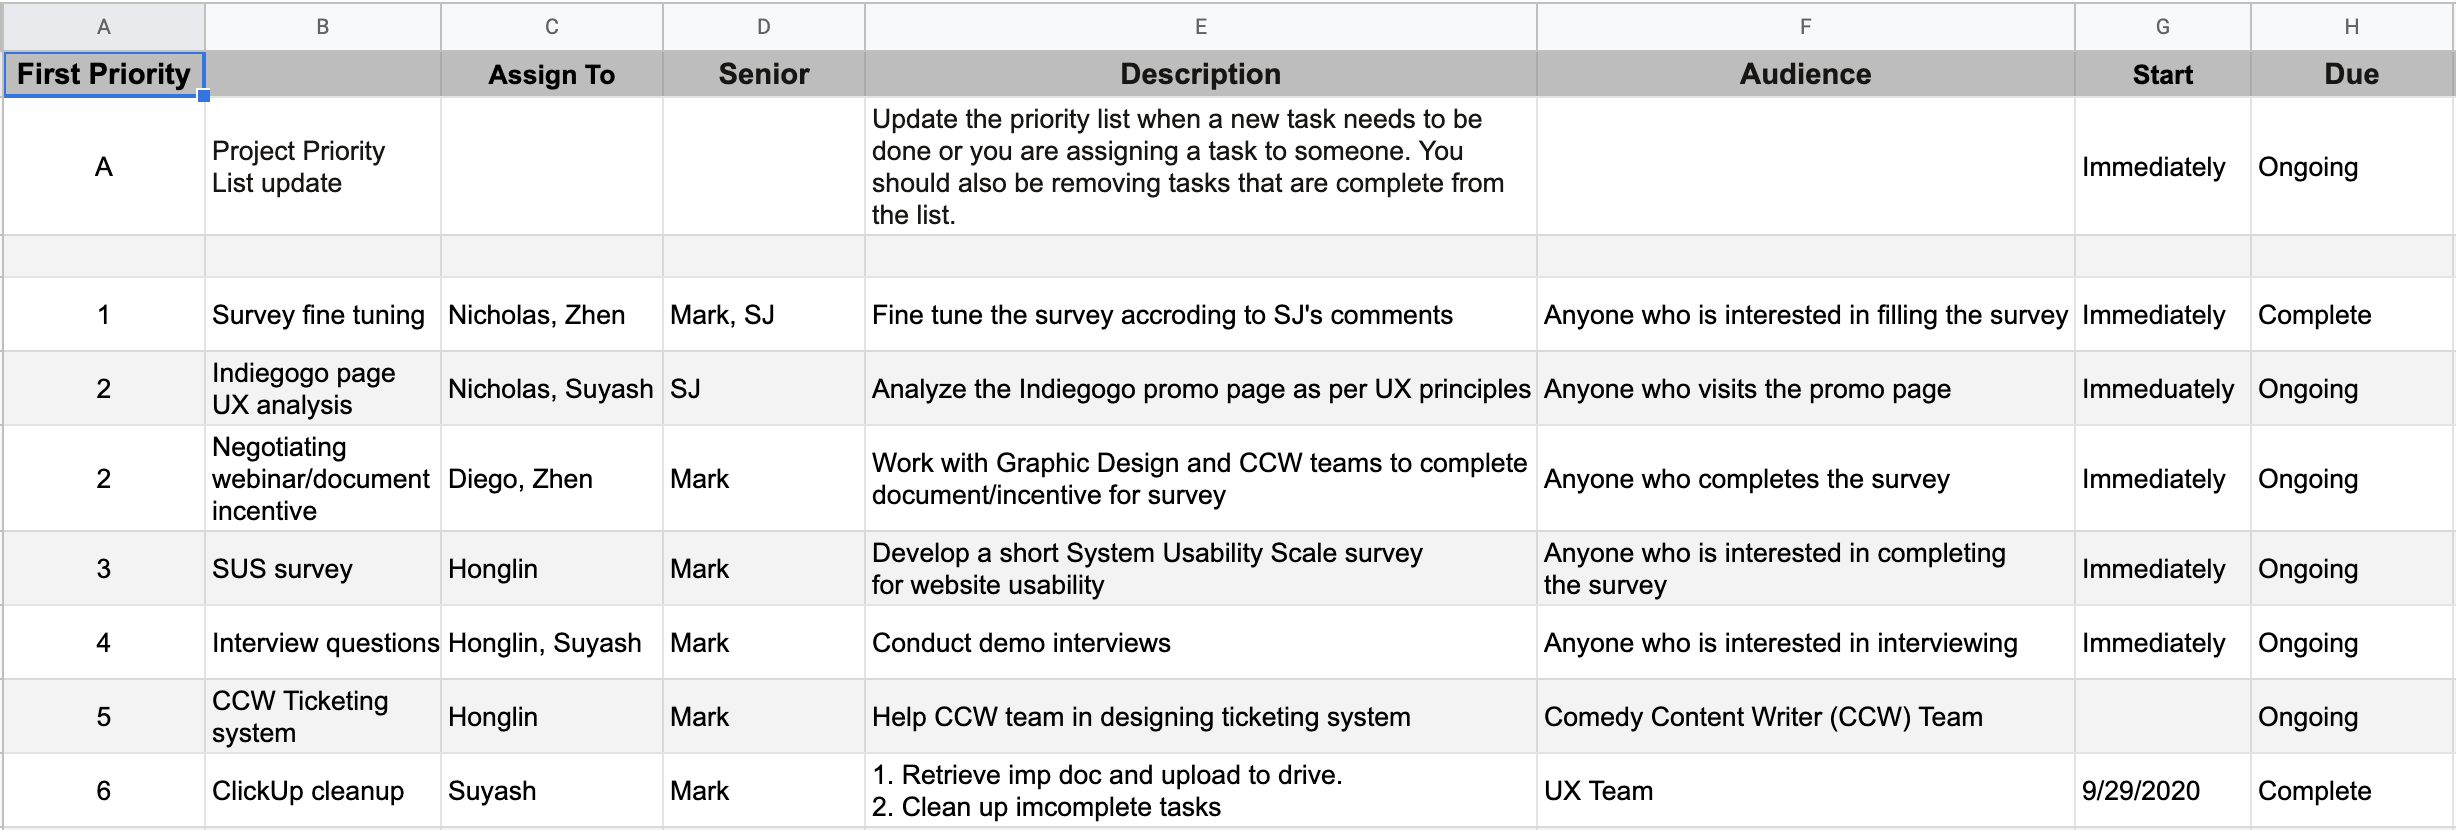 A B C D E F G H
First Priority Assign To Senior Description Audience Start Due
A
Project Priority
List update
Update the priority list when a new task needs to be
done or you are assigning a task to someone. You
should also be removing tasks that are complete from
the list.
Immediately Ongoing
1 Survey fine tuning Nicholas, Zhen Mark, SJ Fine tune the survey accroding to SJ's comments Anyone who is interested in filling the survey Immediately Complete
2
Indiegogo page
UX analysis
Nicholas, Suyash SJ Analyze the Indiegogo promo page as per UX principles Anyone who visits the promo page Immeduately Ongoing
2
Negotiating
webinar/document
incentive
Diego, Zhen Mark
Work with Graphic Design and CCW teams to complete
document/incentive for survey
Anyone who completes the survey Immediately Ongoing
3 SUS survey Honglin Mark
Develop a short System Usability Scale survey
for website usability
Anyone who is interested in completing
the survey
Immediately Ongoing
4 Interview questions Honglin, Suyash Mark Conduct demo interviews Anyone who is interested in interviewing Immediately Ongoing
5
CCW Ticketing
system
Honglin Mark Help CCW team in designing ticketing system Comedy Content Writer (CCW) Team Ongoing
6 ClickUp cleanup Suyash Mark
1. Retrieve imp doc and upload to drive.
2. Clean up imcomplete tasks
UX Team 9/29/2020 Complete